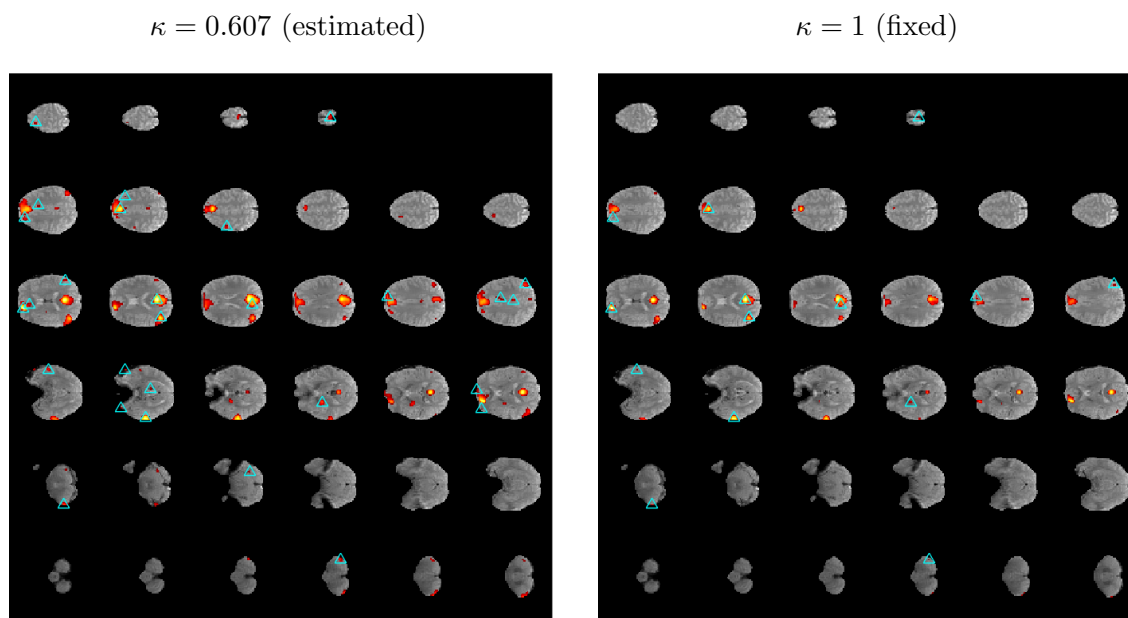 κ = 0.607 (estimated)
κ = 1 (fixed)